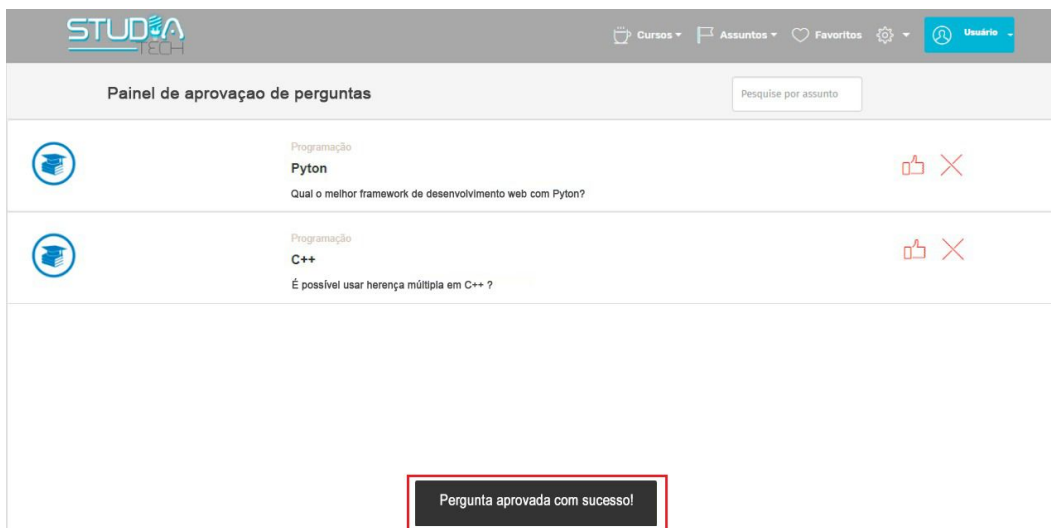 STUDIA
TECH
Cursos
Assuntos
Favoritos
Usuário
Painel de aprovaçao de perguntas
Pesquise por assunto
Programação
Pyton
Qual o melhor framework de desenvolvimento web com Pyton?
Programação
C++
É possível usar herença múltipla em C++ ?
Pergunta aprovada com sucesso!